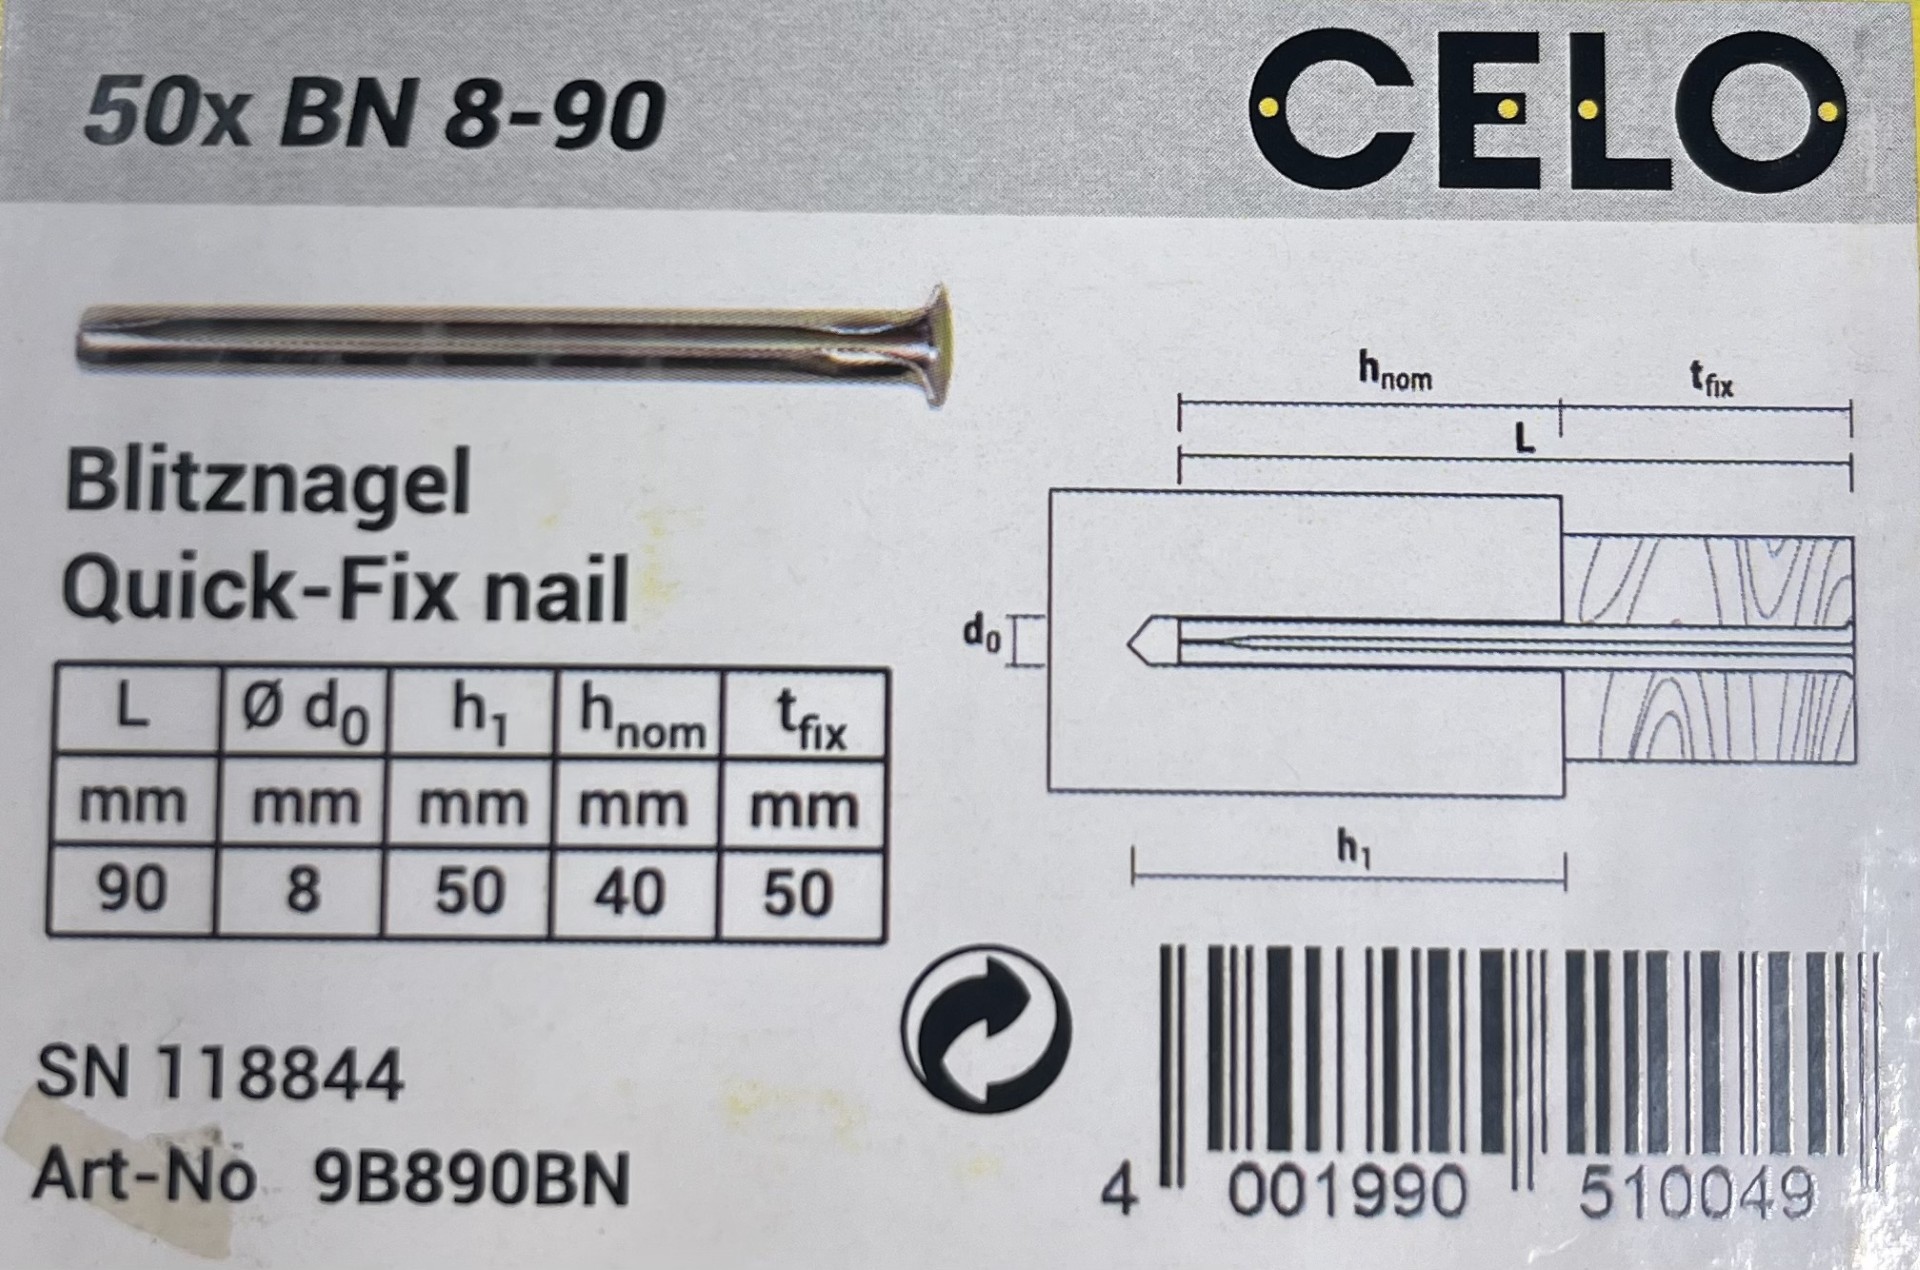 50x BN 8-90
CELO
Blitznagel
Quick-Fix nail
L Ø d0 h1 hnom tfix
mm mm mm mm mm
90 8 50 40 50
hnom tfix
L
d0
h1
SN 118844
Art-No 9B890BN
4 001990 510049